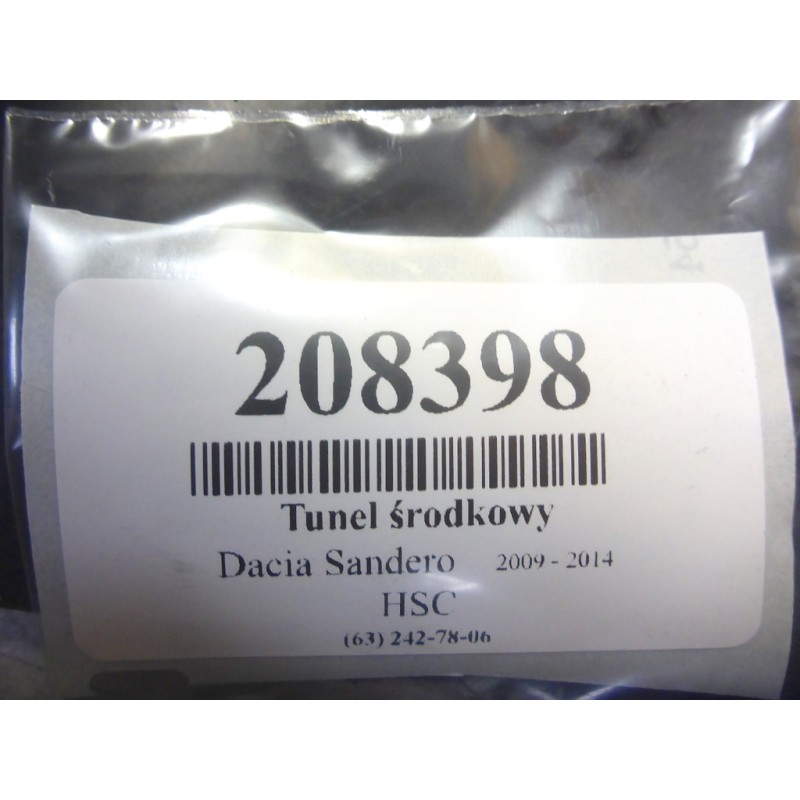 208398
Tunel środkowy
Dacia Sandero 2009 - 2014
HSC
(63) 242-78-06